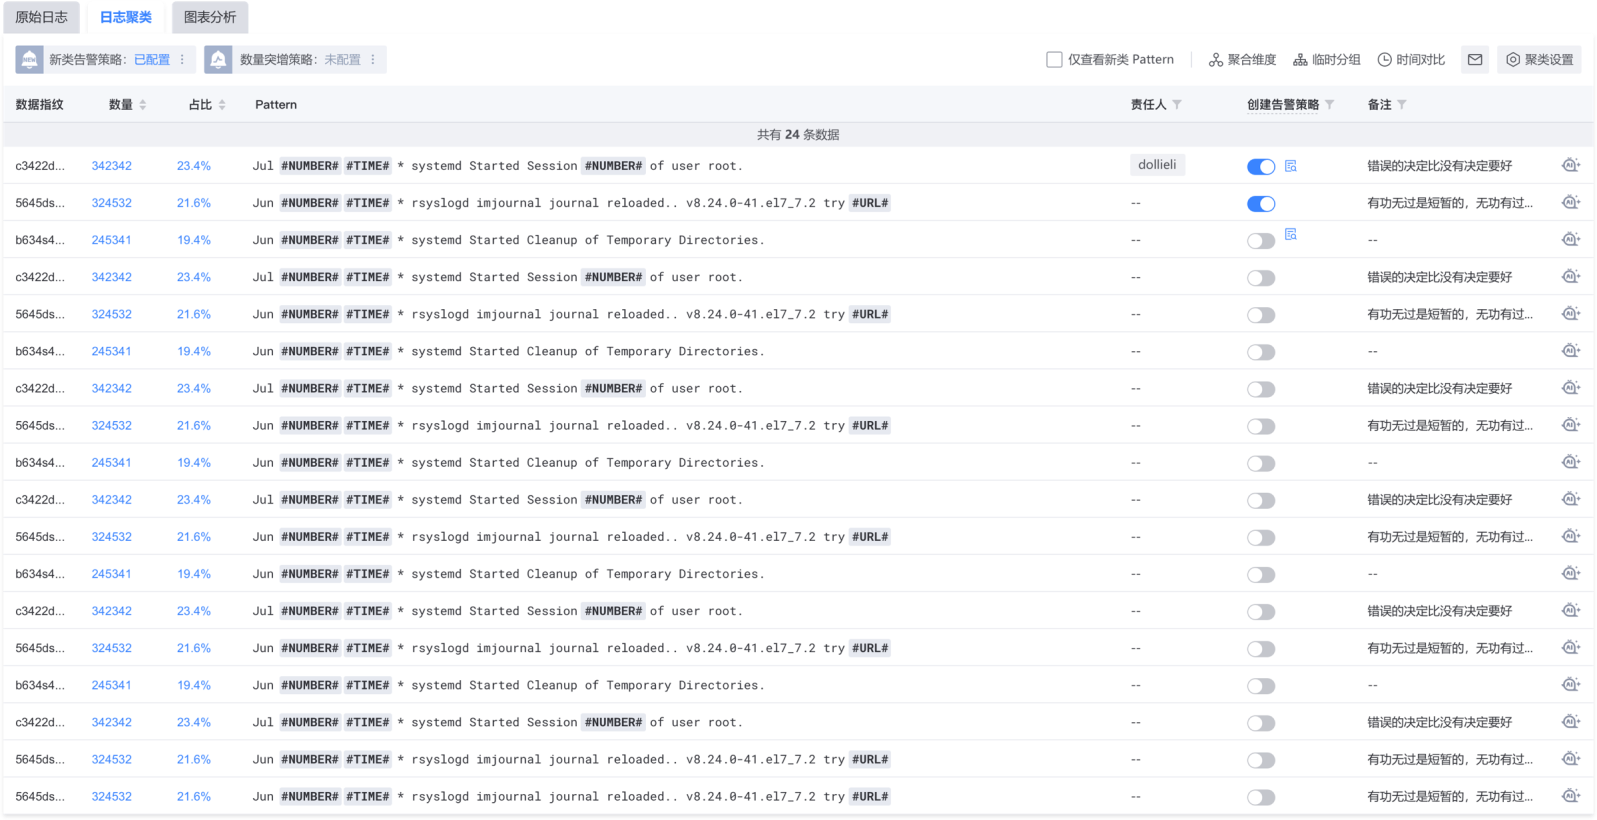 原始日志 日志聚类 图表分析
NEW 新类告警策略：已配置 数量突增策略：未配置 仅查看新类 Pattern 聚合维度 临时分组 时间对比 聚类设置
数据指纹 数量 占比 Pattern 责任人 创建告警策略 备注
共有 24 条数据
c3422d... 342342 23.4% Jul #NUMBER# #TIME# * systemd Started Session #NUMBER# of user root. dollieli 错误的决定比没有决定要好 AI
5645ds... 324532 21.6% Jun #NUMBER# #TIME# * rsyslogd imjournal journal reloaded.. v8.24.0-41.el7_7.2 try #URL# -- 有功无过是短暂的，无功有过... AI
b634s4... 245341 19.4% Jun #NUMBER# #TIME# * systemd Started Cleanup of Temporary Directories. -- -- AI
c3422d... 342342 23.4% Jul #NUMBER# #TIME# * systemd Started Session #NUMBER# of user root. -- 错误的决定比没有决定要好 AI
5645ds... 324532 21.6% Jun #NUMBER# #TIME# * rsyslogd imjournal journal reloaded.. v8.24.0-41.el7_7.2 try #URL# -- 有功无过是短暂的，无功有过... AI
b634s4... 245341 19.4% Jun #NUMBER# #TIME# * systemd Started Cleanup of Temporary Directories. -- -- AI
c3422d... 342342 23.4% Jul #NUMBER# #TIME# * systemd Started Session #NUMBER# of user root. -- 错误的决定比没有决定要好 AI
5645ds... 324532 21.6% Jun #NUMBER# #TIME# * rsyslogd imjournal journal reloaded.. v8.24.0-41.el7_7.2 try #URL# -- 有功无过是短暂的，无功有过... AI
b634s4... 245341 19.4% Jun #NUMBER# #TIME# * systemd Started Cleanup of Temporary Directories. -- -- AI
c3422d... 342342 23.4% Jul #NUMBER# #TIME# * systemd Started Session #NUMBER# of user root. -- 错误的决定比没有决定要好 AI
5645ds... 324532 21.6% Jun #NUMBER# #TIME# * rsyslogd imjournal journal reloaded.. v8.24.0-41.el7_7.2 try #URL# -- 有功无过是短暂的，无功有过... AI
b634s4... 245341 19.4% Jun #NUMBER# #TIME# * systemd Started Cleanup of Temporary Directories. -- -- AI
c3422d... 342342 23.4% Jul #NUMBER# #TIME# * systemd Started Session #NUMBER# of user root. -- 错误的决定比没有决定要好 AI
5645ds... 324532 21.6% Jun #NUMBER# #TIME# * rsyslogd imjournal journal reloaded.. v8.24.0-41.el7_7.2 try #URL# -- 有功无过是短暂的，无功有过... AI
b634s4... 245341 19.4% Jun #NUMBER# #TIME# * systemd Started Cleanup of Temporary Directories. -- -- AI
c3422d... 342342 23.4% Jul #NUMBER# #TIME# * systemd Started Session #NUMBER# of user root. -- 错误的决定比没有决定要好 AI
5645ds... 324532 21.6% Jun #NUMBER# #TIME# * rsyslogd imjournal journal reloaded.. v8.24.0-41.el7_7.2 try #URL# -- 有功无过是短暂的，无功有过... AI
5645ds... 324532 21.6% Jun #NUMBER# #TIME# * rsyslogd imjournal journal reloaded.. v8.24.0-41.el7_7.2 try #URL# -- 有功无过是短暂的，无功有过... AI